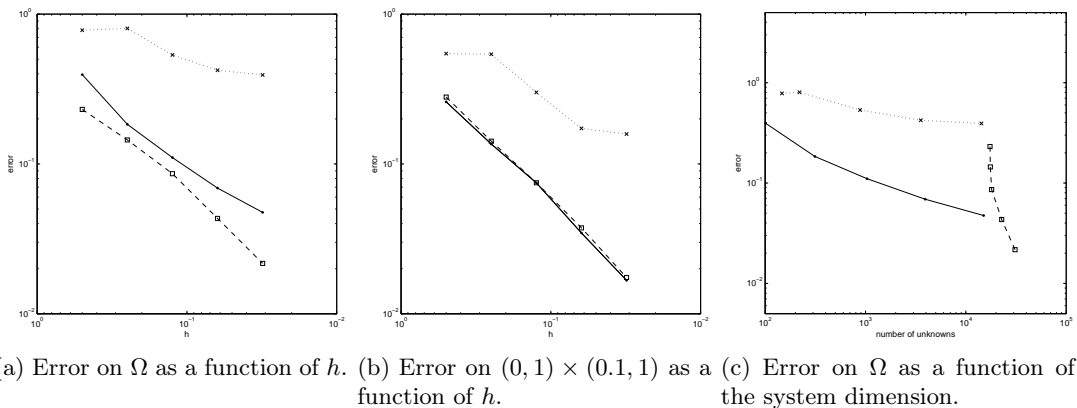 10^0
10^-1
10^-2
error
10^0
10^-1
10^-2
h
10^0
10^-1
10^-2
error
10^0
10^-1
10^-2
h
10^0
10^-1
10^-2
error
10^2
10^3
10^4
10^5
number of unknowns
a) Error on Ω as a function of h.
(b) Error on (0, 1) × (0.1, 1) as a
function of h.
(c) Error on Ω as a function of
the system dimension.